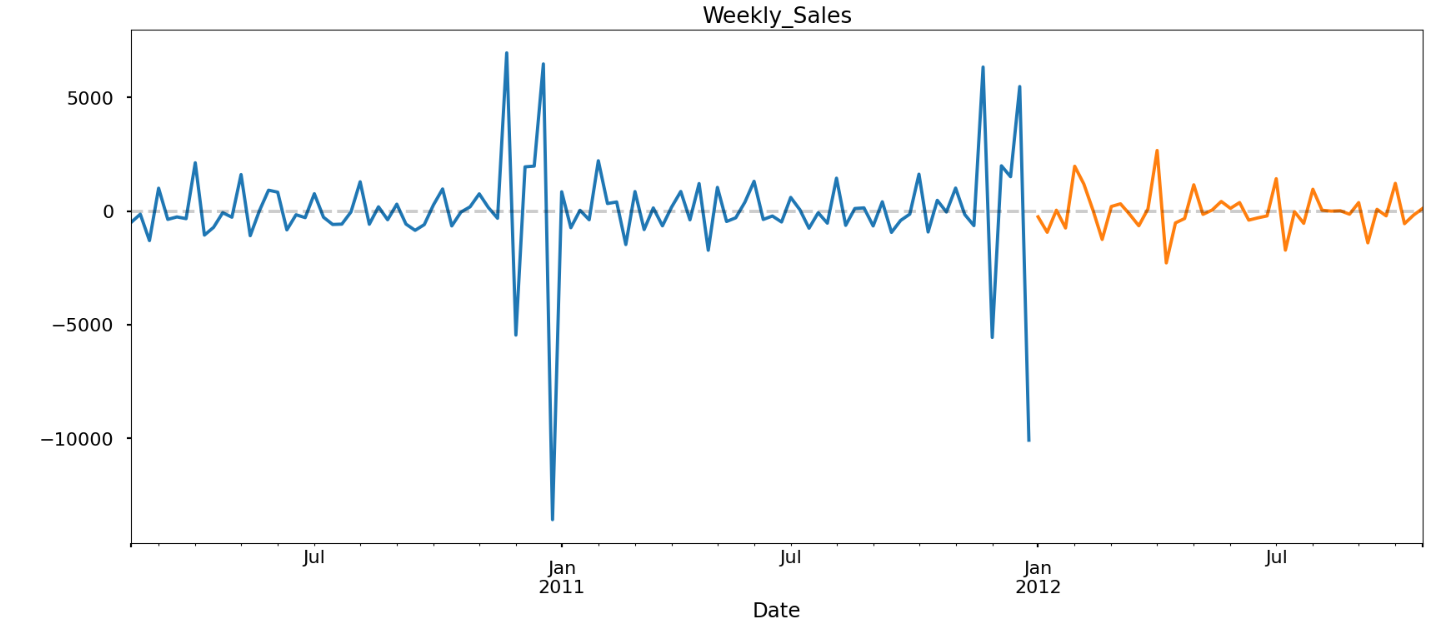 Weekly_Sales
5000
0
−5000
−10000
Jul
Jan
2011
Jul
Jan
2012
Jul
Date